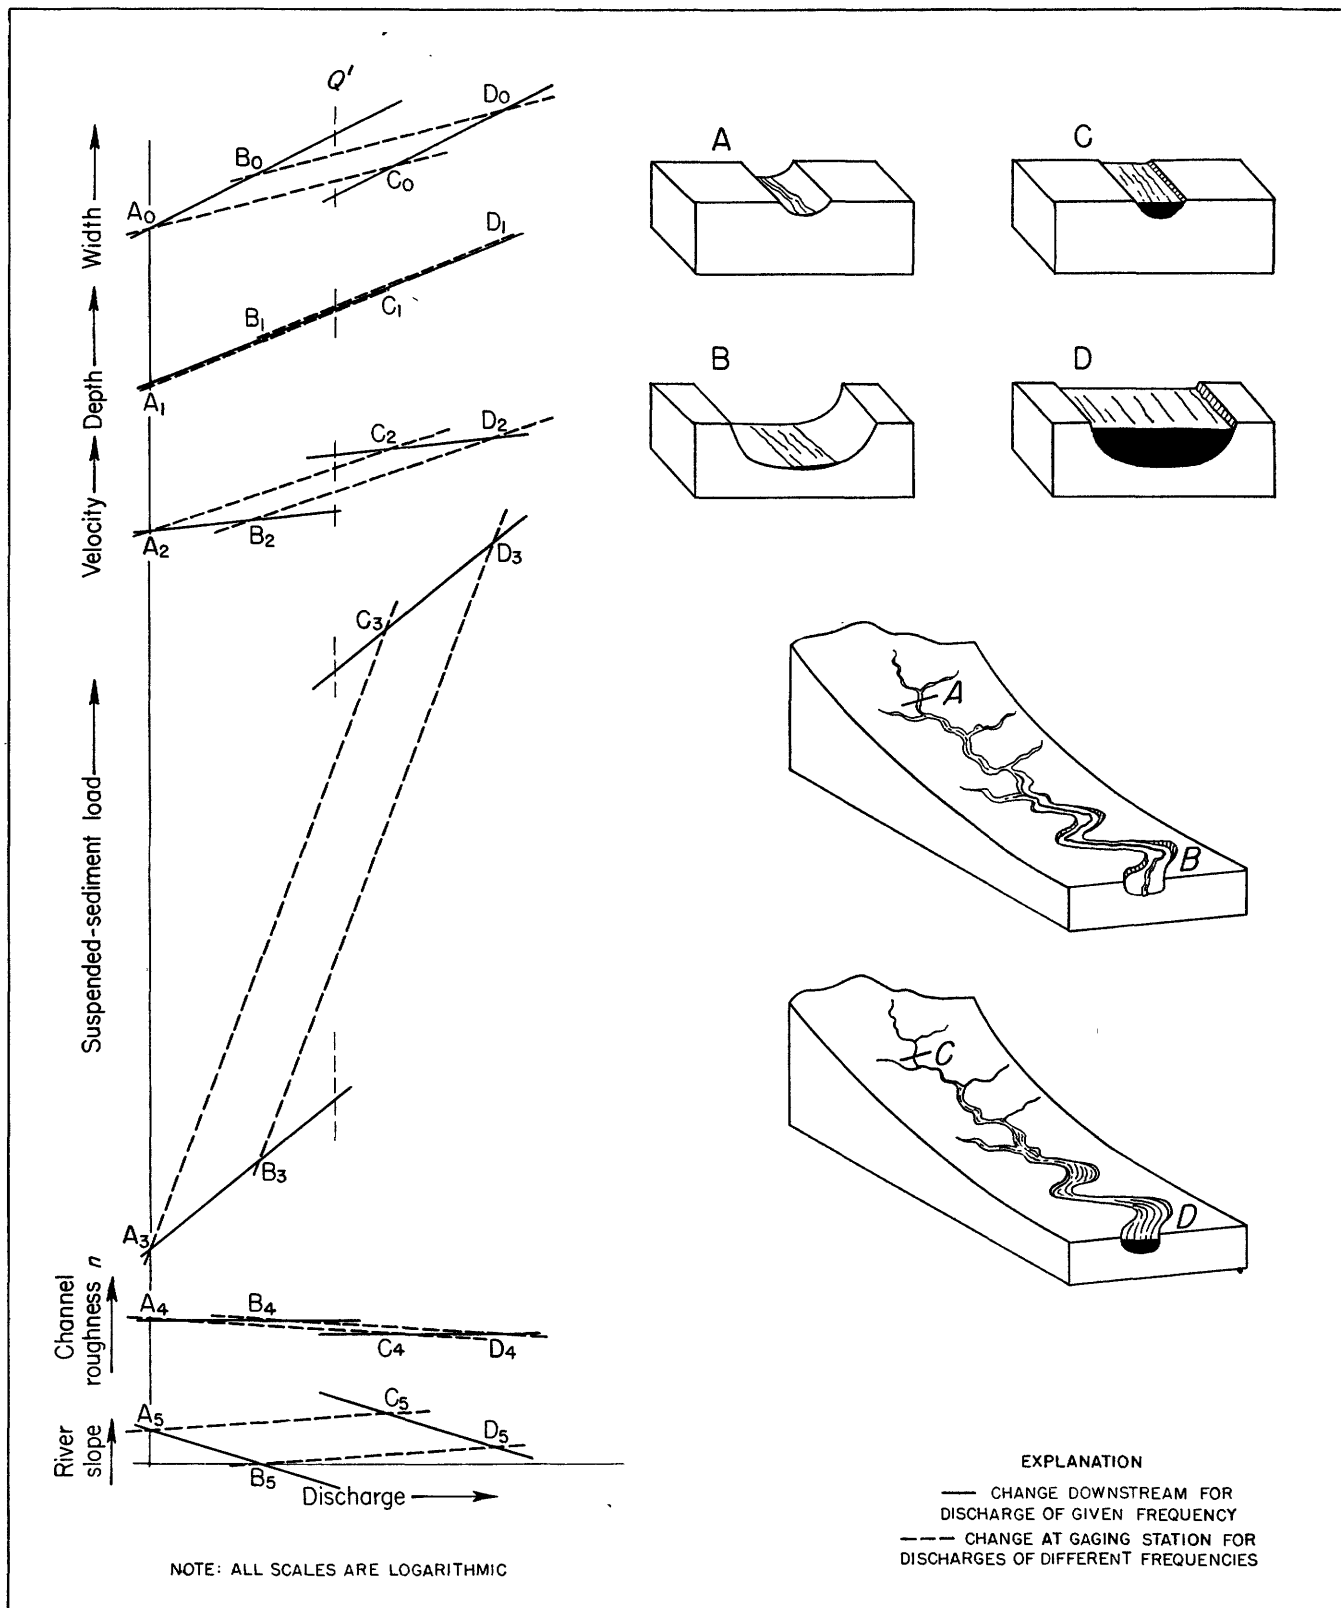 Q'
Width
A0
B0
C0
D0
Depth
A1
B1
C1
D1
Velocity
A2
B2
C2
D2
Suspended-sediment load
A3
B3
C3
D3
Channel
roughness n
A4
B4
C4
D4
River
slope
A5
B5
C5
D5
Discharge
NOTE: ALL SCALES ARE LOGARITHMIC
A
C
B
D
A
B
C
D
EXPLANATION
CHANGE DOWNSTREAM FOR
DISCHARGE OF GIVEN FREQUENCY
CHANGE AT GAGING STATION FOR
DISCHARGES OF DIFFERENT FREQUENCIES